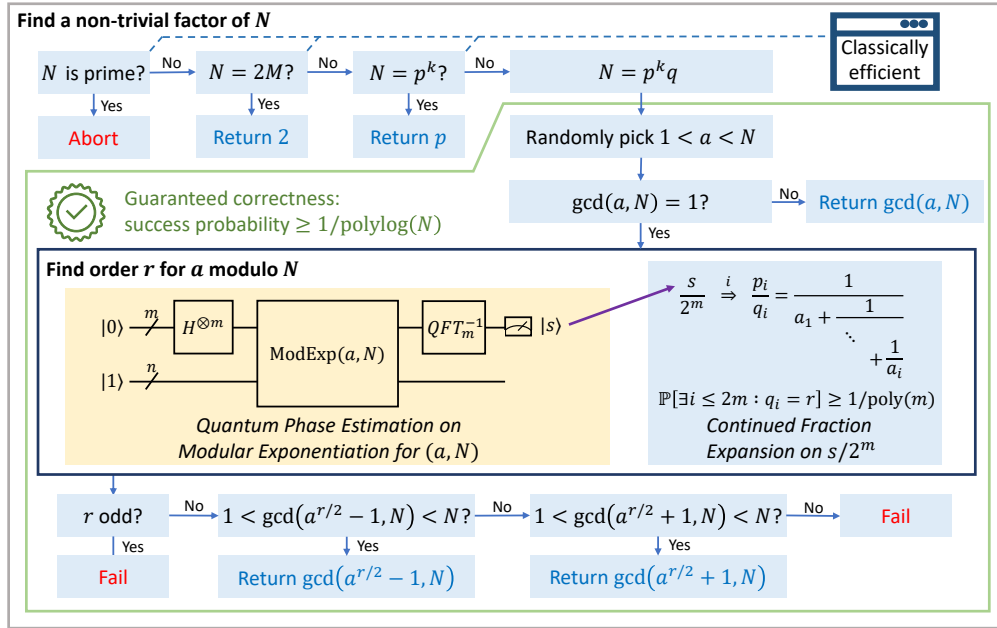 Find a non-trivial factor of N
Classically
efficient
N is prime?
No
N = 2M?
No
N = p^k?
No
N = p^k q
Yes
Yes
Yes
Abort
Return 2
Return p
Randomly pick 1 < a < N
Guaranteed correctness:
success probability ≥ 1/polylog(N)
gcd(a, N) = 1?
No
Return gcd(a, N)
Yes
Find order r for a modulo N
|0⟩
m
H^{⊗m}
ModExp(a, N)
QFT_m^{-1}
|s⟩
|1⟩
n
Quantum Phase Estimation on
Modular Exponentiation for (a, N)
s/2^m ⇒^i p_i/q_i = 1/(a_1 + 1/(⋱ + 1/a_i))
ℙ[∃i ≤ 2m : q_i = r] ≥ 1/poly(m)
Continued Fraction
Expansion on s/2^m
r odd?
No
1 < gcd(a^{r/2} − 1, N) < N?
No
1 < gcd(a^{r/2} + 1, N) < N?
No
Fail
Yes
Yes
Yes
Fail
Return gcd(a^{r/2} − 1, N)
Return gcd(a^{r/2} + 1, N)